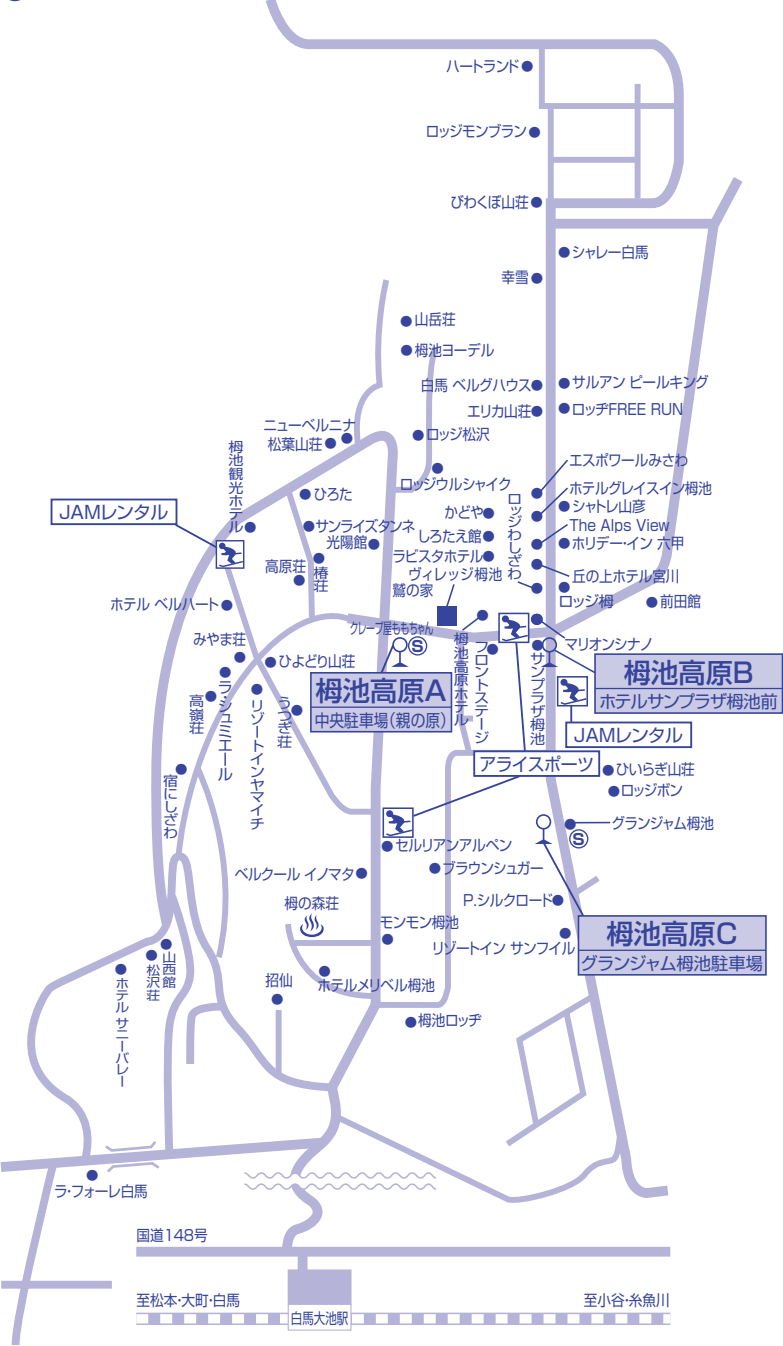 ハートランド
ロッジモンブラン
びわくぼ山荘
シャレー白馬
幸雪
山岳荘
栂池ヨーデル
白馬 ベルグハウス
サルアン ピールキング
エリカ山荘
ロッヂFREE RUN
ニューベルニナ
松葉山荘
ロッジ松沢
栂池観光ホテル
エスポワールみさわ
ロッジウルシャイク
ホテルグレイスイン栂池
ひろた
ロッジわしざわ
シャトレ山彦
JAMレンタル
かどや
サンライズタンネ
The Alps View
しろたえ館
光陽館
ホリデー・イン 六甲
ラビスタホテル
高原荘
椿荘
ヴィレッジ栂池
丘の上ホテル宮川
鷲の家
ロッジ栂
前田館
ホテル ベルハート
クレープ屋ももちゃん
S
みやま荘
マリオンシナノ
ひよどり山荘
栂池高原ホテル
フロントステージ
サンプラザ栂池
栂池高原A
中央駐車場(親の原)
栂池高原B
ホテルサンプラザ栂池前
高嶺荘
ラ・シュミエール
リゾートインヤマイチ
うつぎ荘
JAMレンタル
アライスポーツ
ひいらぎ山荘
宿にしざわ
ロッジボン
グランジャム栂池
S
セルリアンアルペン
ベルクール イノマタ
ブラウンシュガー
栂の森荘
P.シルクロード
モンモン栂池
リゾートイン サンフイル
栂池高原C
グランジャム栂池駐車場
山西館
松沢荘
ホテル サニーバレー
招仙
ホテルメリベル栂池
栂池ロッヂ
ラ・フォーレ白馬
国道148号
至松本・大町・白馬
至小谷・糸魚川
白馬大池駅